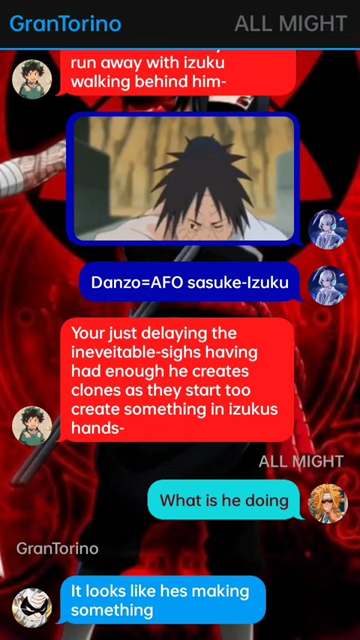 GranTorino
ALL MIGHT
run away with izuku
walking behind him-
Danzo=AFO sasuke-Izuku
Your just delaying the
ineveitable-sighs having
had enough he creates
clones as they start too
create something in izukus
hands-
ALL MIGHT
What is he doing
GranTorino
It looks like hes making
something